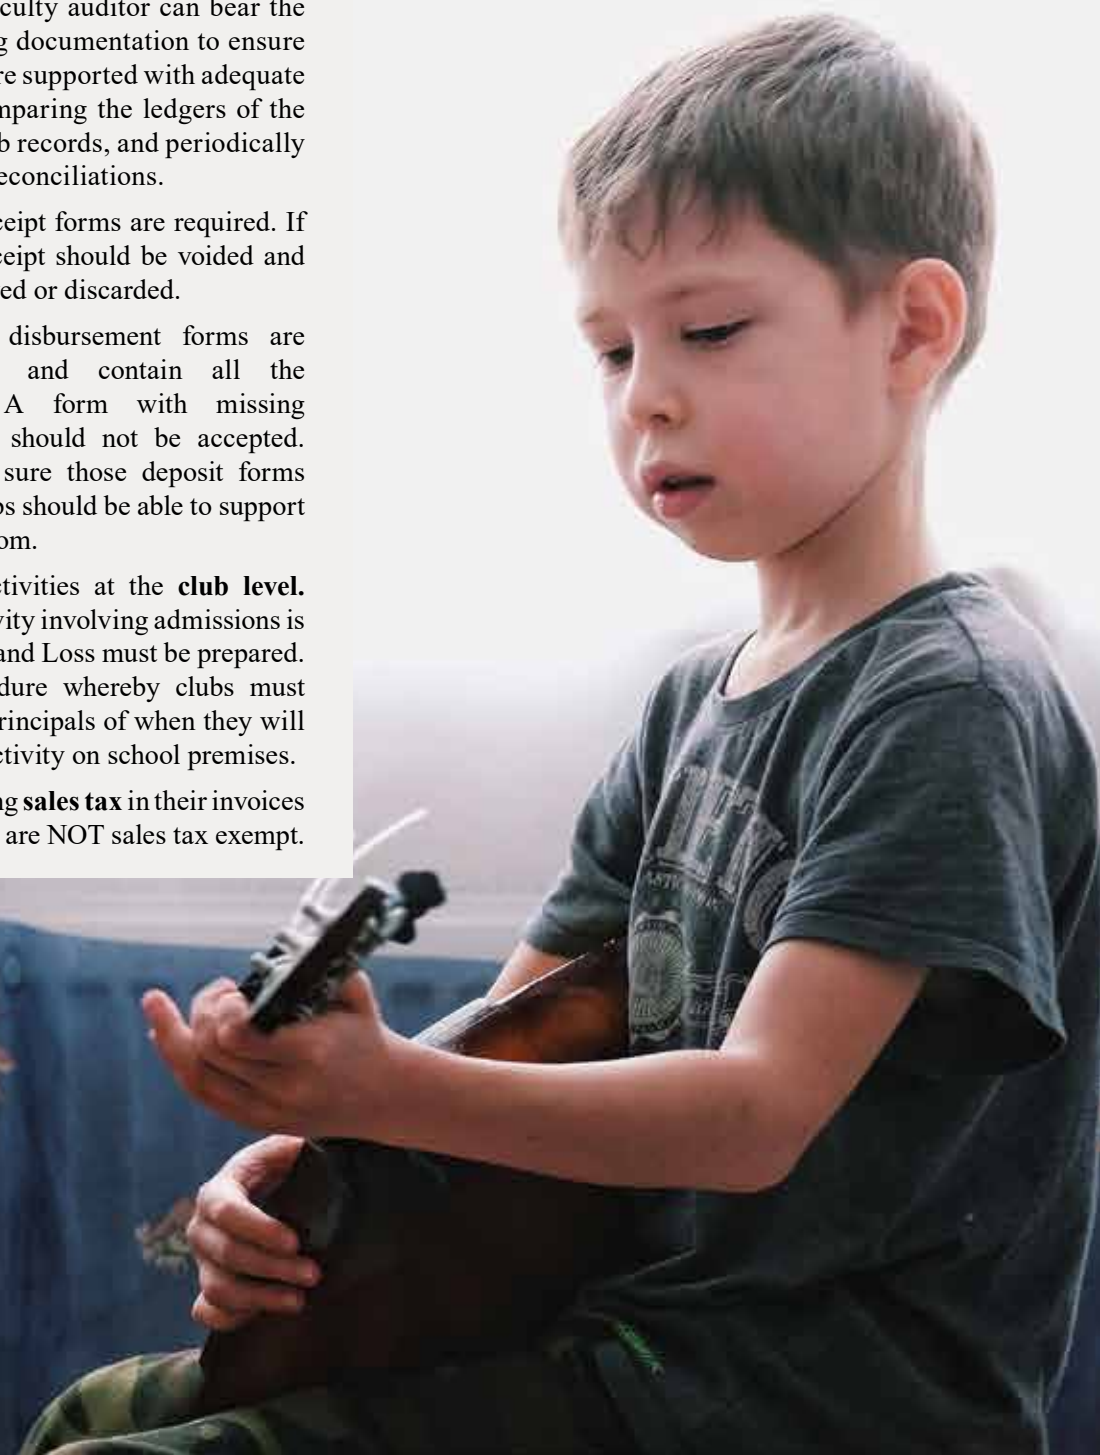 culty auditor can bear the
g documentation to ensure
re supported with adequate
mparing the ledgers of the
b records, and periodically
econciliations.
ceipt forms are required. If
ceipt should be voided and
ed or discarded.
disbursement forms are
and contain all the
A form with missing
should not be accepted.
sure those deposit forms
bs should be able to support
om.
ctivities at the club level.
vity involving admissions is
and Loss must be prepared.
dure whereby clubs must
rincipals of when they will
ctivity on school premises.
ng sales tax in their invoices
are NOT sales tax exempt.